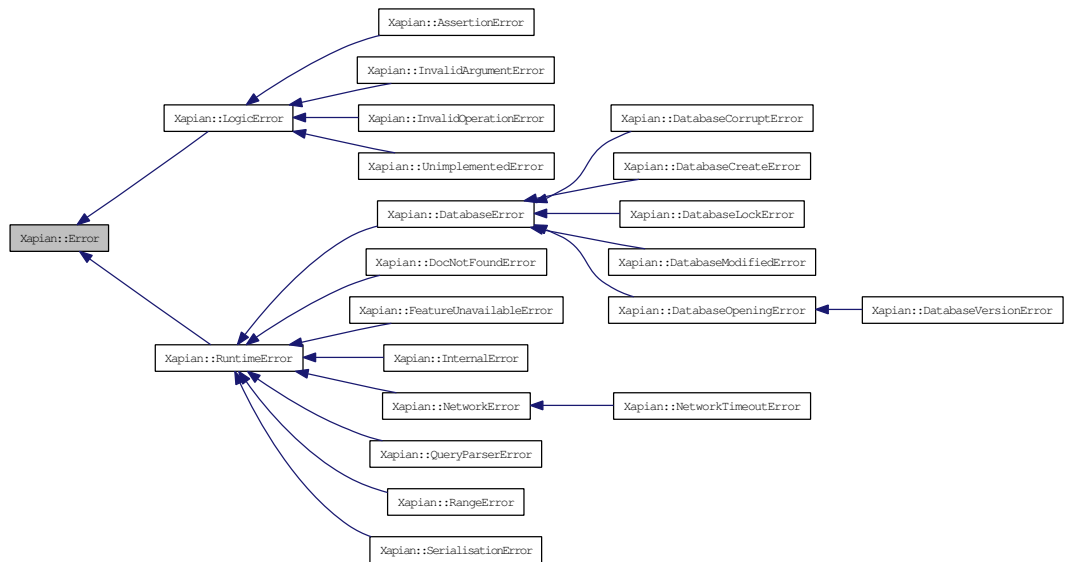 Xapian::AssertionError
Xapian::InvalidArgumentError
Xapian::LogicError
Xapian::InvalidOperationError
Xapian::DatabaseCorruptError
Xapian::UnimplementedError
Xapian::DatabaseCreateError
Xapian::DatabaseError
Xapian::DatabaseLockError
Xapian::Error
Xapian::DocNotFoundError
Xapian::DatabaseModifiedError
Xapian::FeatureUnavailableError
Xapian::DatabaseOpeningError
Xapian::DatabaseVersionError
Xapian::RuntimeError
Xapian::InternalError
Xapian::NetworkError
Xapian::NetworkTimeoutError
Xapian::QueryParserError
Xapian::RangeError
Xapian::SerialisationError